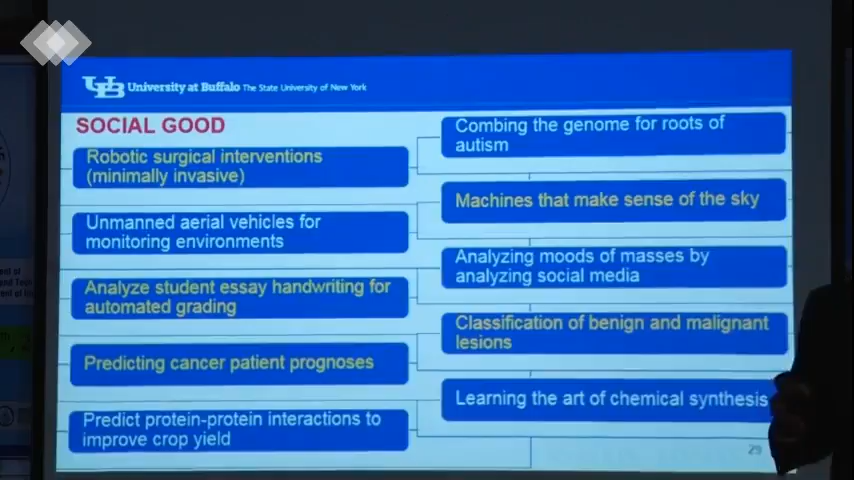 UB University at Buffalo The State University of New York
SOCIAL GOOD
Robotic surgical interventions
(minimally invasive)
Unmanned aerial vehicles for
monitoring environments
Analyze student essay handwriting for
automated grading
Predicting cancer patient prognoses
Predict protein-protein interactions to
improve crop yield
Combing the genome for roots of
autism
Machines that make sense of the sky
Analyzing moods of masses by
analyzing social media
Classification of benign and malignant
lesions
Learning the art of chemical synthesis
29